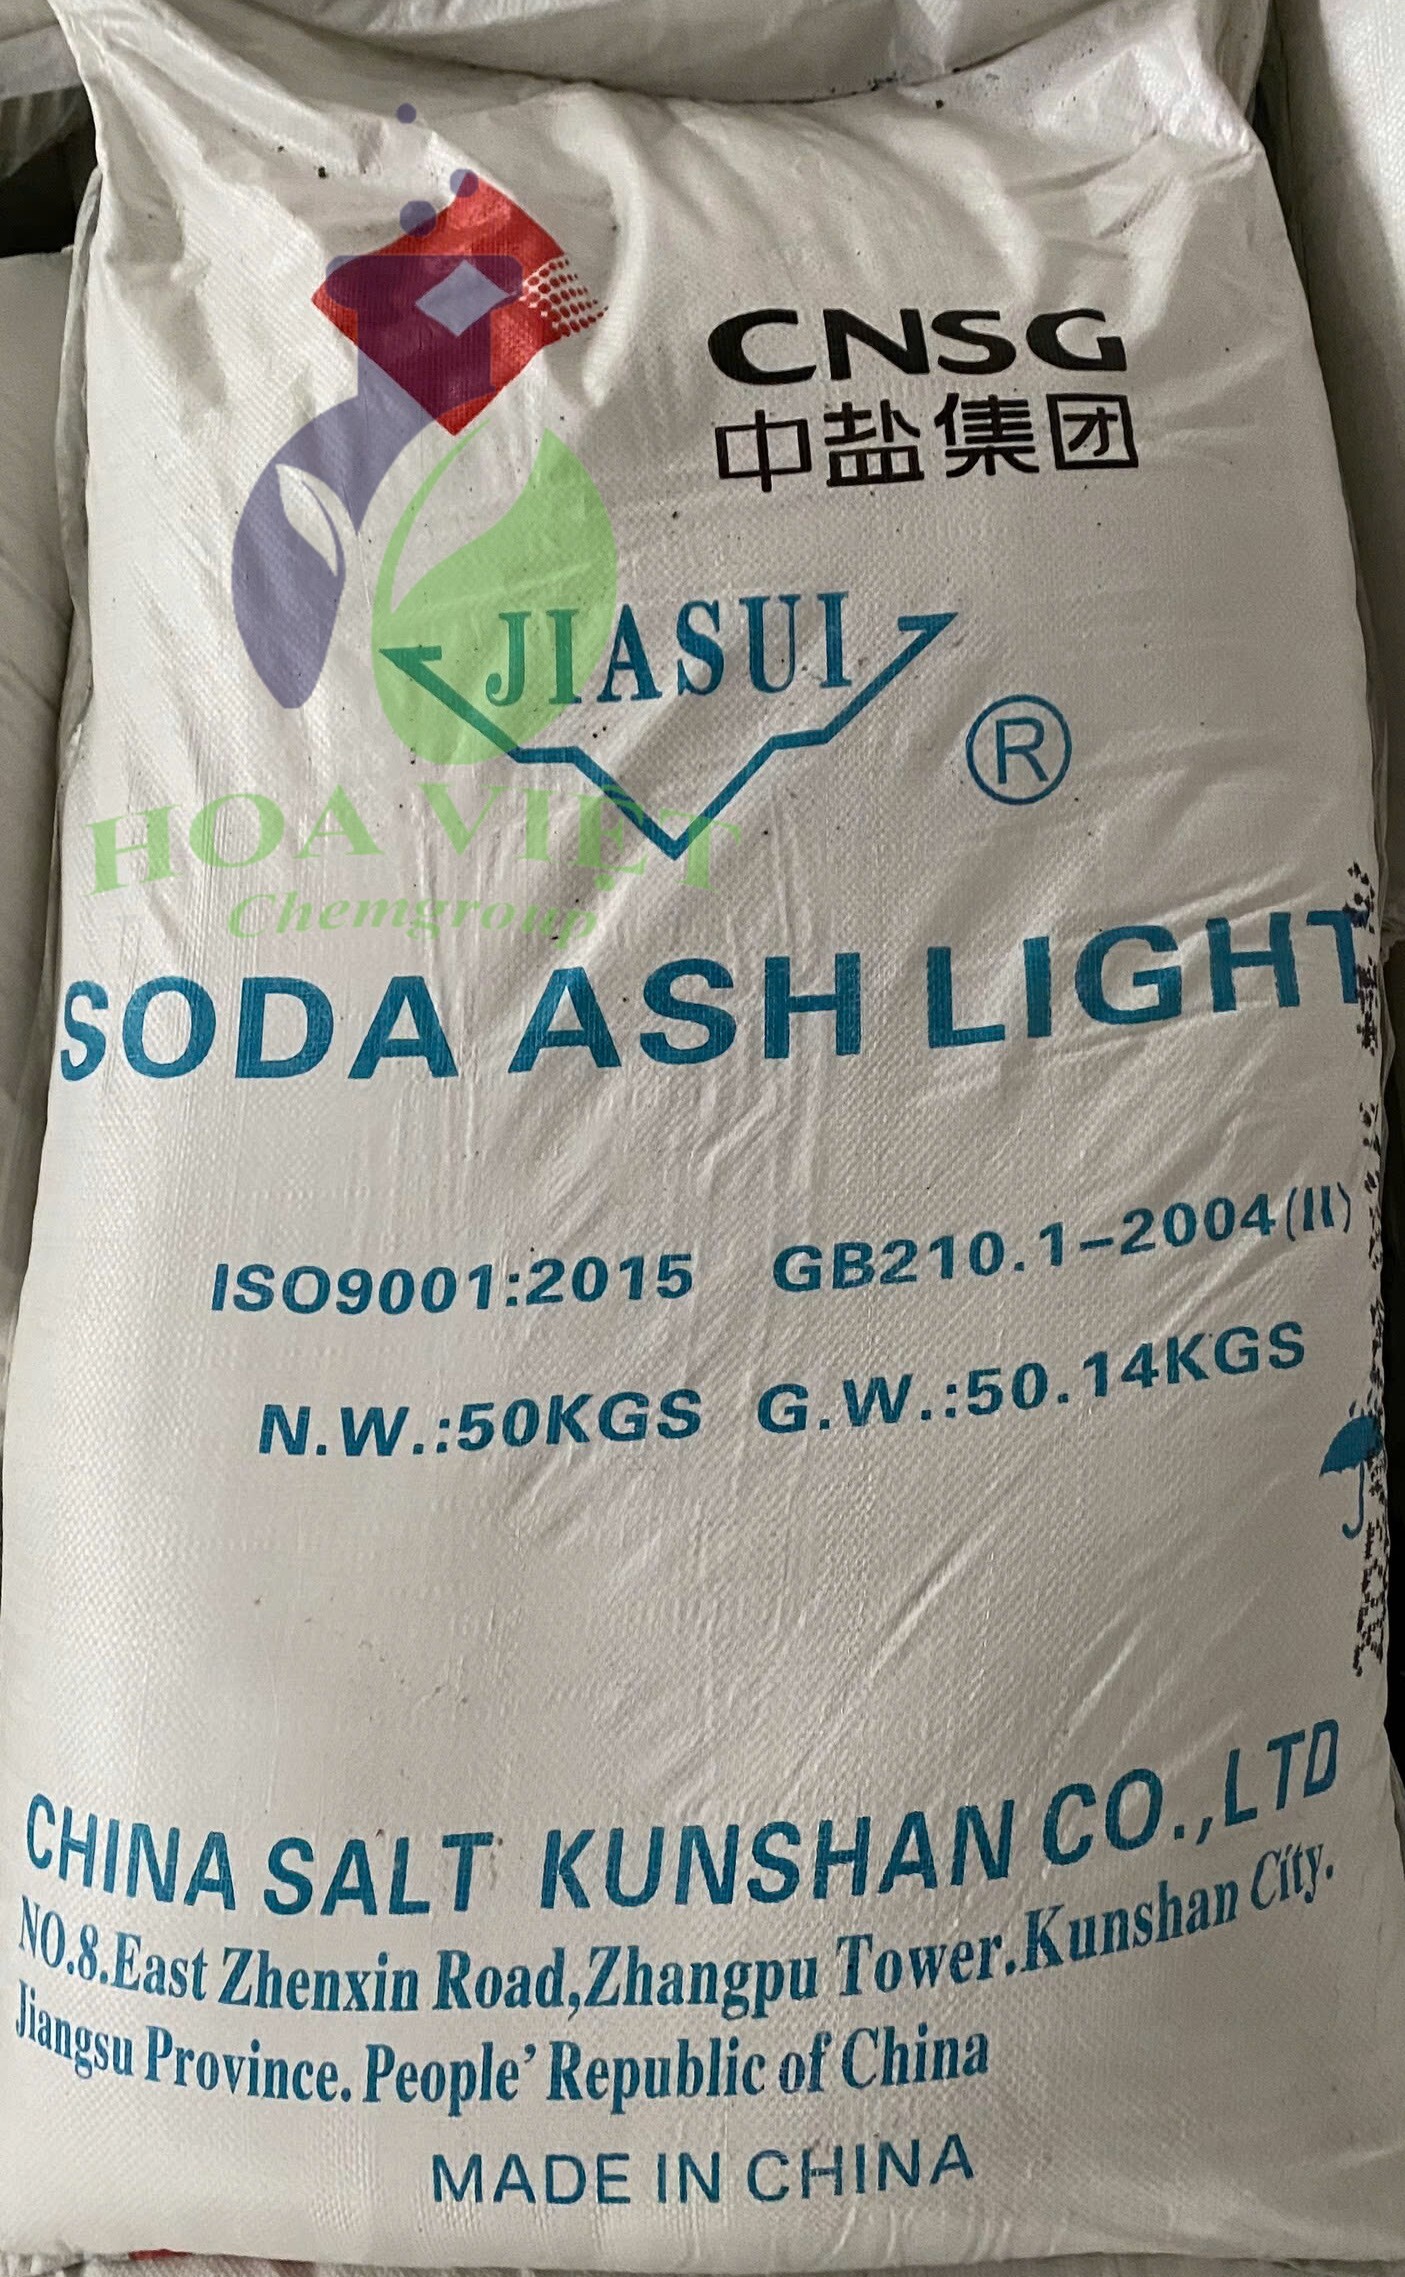 CNSG
中盐集团
JIASUI
®
HOA VIỆT
Chemgroup
SODA ASH LIGHT
ISO9001:2015 GB210.1-2004(II)
N.W.:50KGS G.W.:50.14KGS
CHINA SALT KUNSHAN CO.,LTD
NO.8.East Zhenxin Road,Zhangpu Tower.Kunshan City.
Jiangsu Province. People’ Republic of China
MADE IN CHINA